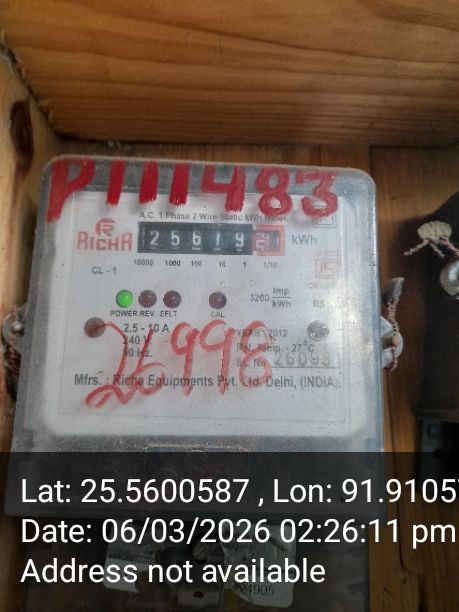 P111483
A.C. 1 Phase 2 Wire Static kWh Meter
RICHA
25619 kWh
CL - 1
10000 1000 100 10 1 1/10
3200 Imp/kWh
POWER REV. EFLT CAL.
2.5 - 10 A
YEAR 2012
240 V.
Ref. Temp. - 27°C
50 Hz.
26998
Mfrs. : Richa Equipments Pvt. Ltd. Delhi, (INDIA).
Lat: 25.5600587 , Lon: 91.9105
Date: 06/03/2026 02:26:11 pm
Address not available
4905